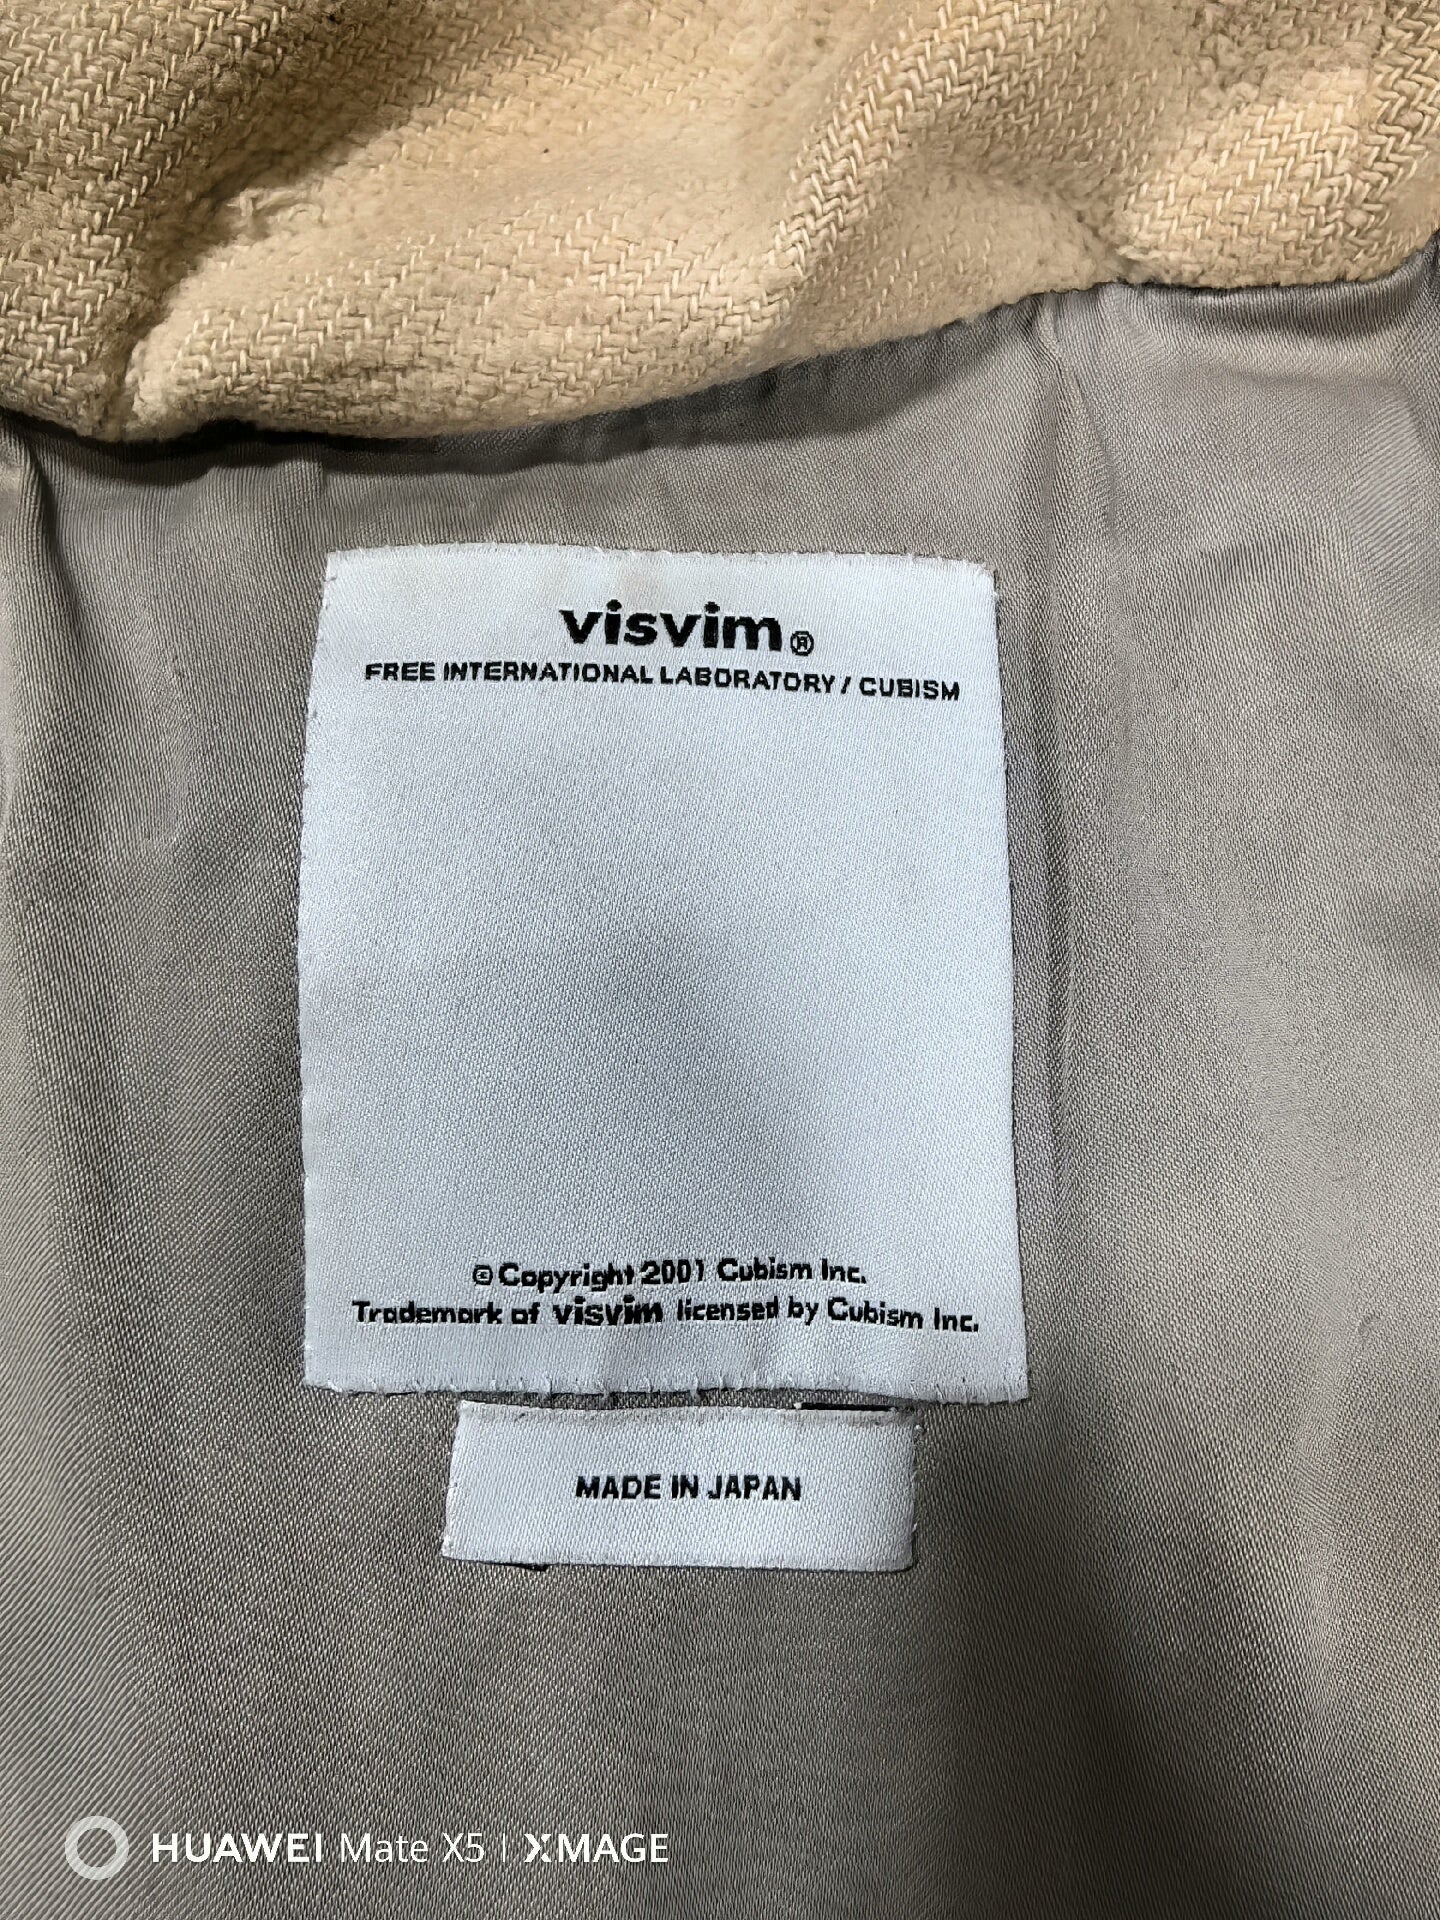 visvim®
FREE INTERNATIONAL LABORATORY / CUBISM
© Copyright 2001 Cubism Inc.
Trademark of visvim licensed by Cubism Inc.
MADE IN JAPAN
HUAWEI Mate X5 | XMAGE